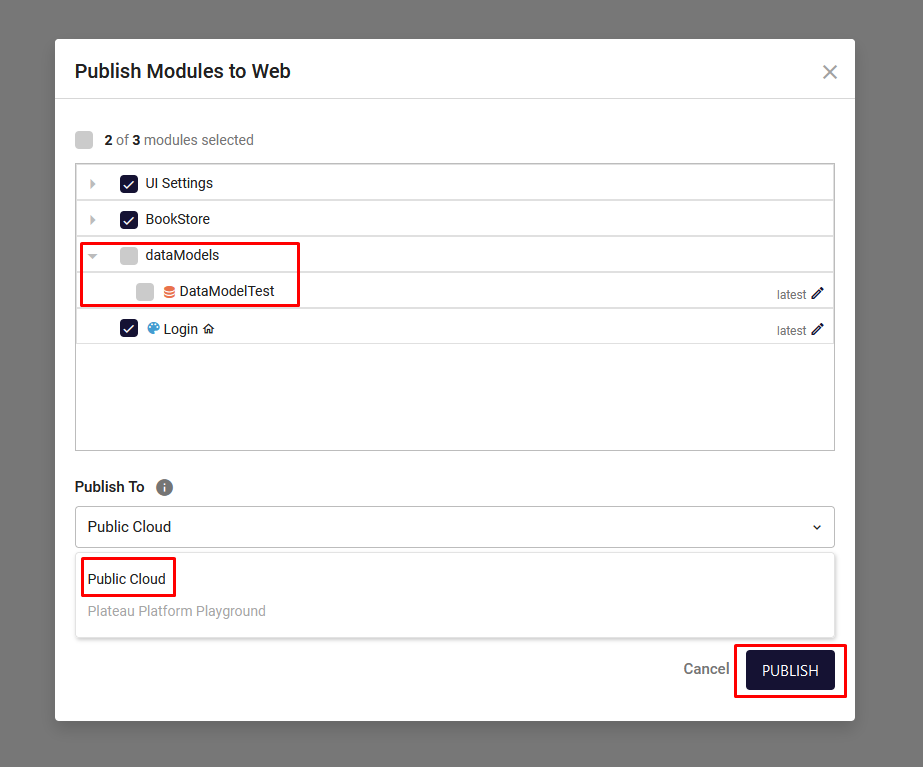 Publish Modules to Web
2 of 3 modules selected
UI Settings
BookStore
dataModels
DataModelTest
latest
Login
latest
Publish To
Public Cloud
Public Cloud
Plateau Platform Playground
Cancel
PUBLISH